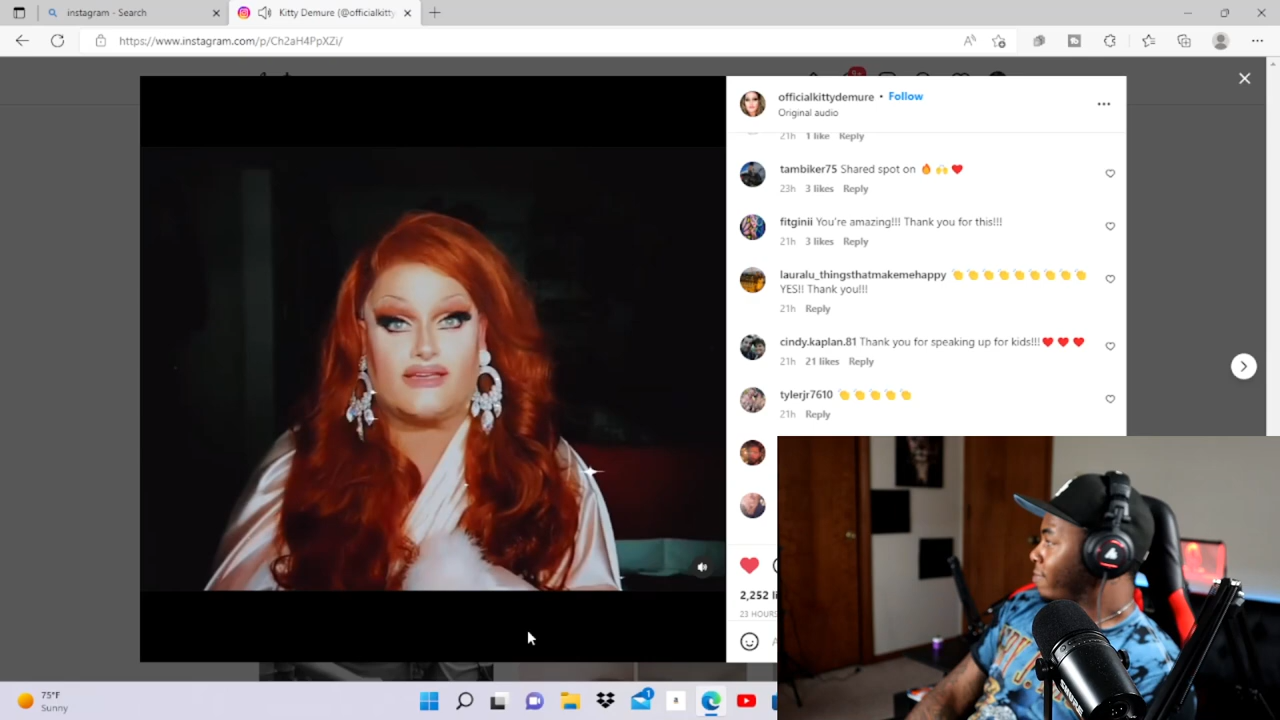 instagram - Search
Kitty Demure (@officialkitty
https://www.instagram.com/p/Ch2aH4PpXZi/
officialkittydemure • Follow
Original audio
21h 1 like Reply
tambiker75 Shared spot on 🔥 🙌 ❤️
23h 3 likes Reply
fitginii You're amazing!!! Thank you for this!!!
21h 3 likes Reply
lauralu_thingsthatmakemehappy 👏👏👏👏👏👏👏👏👏
YES!! Thank you!!!
21h Reply
cindy.kaplan.81 Thank you for speaking up for kids!!!❤️ ❤️ ❤️
21h 21 likes Reply
tylerjr7610 👏👏👏👏👏
21h Reply
2,252 li
23 HOURS
75°F
Sunny